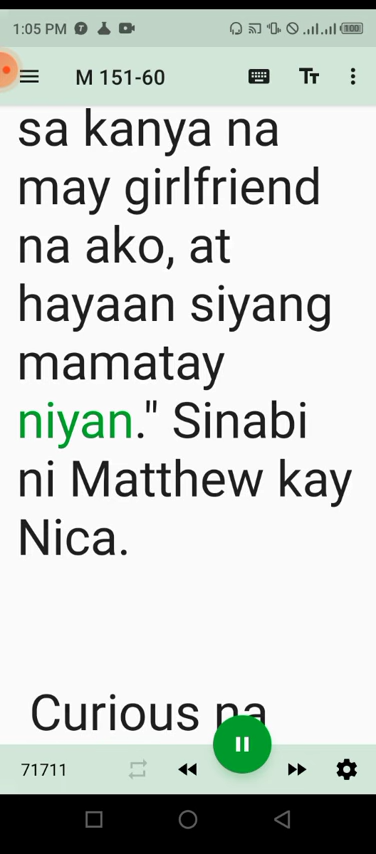 1:05 PM
100
M 151-60
sa kanya na
may girlfriend
na ako, at
hayaan siyang
mamatay
niyan." Sinabi
ni Matthew kay
Nica.
Curious na
71711